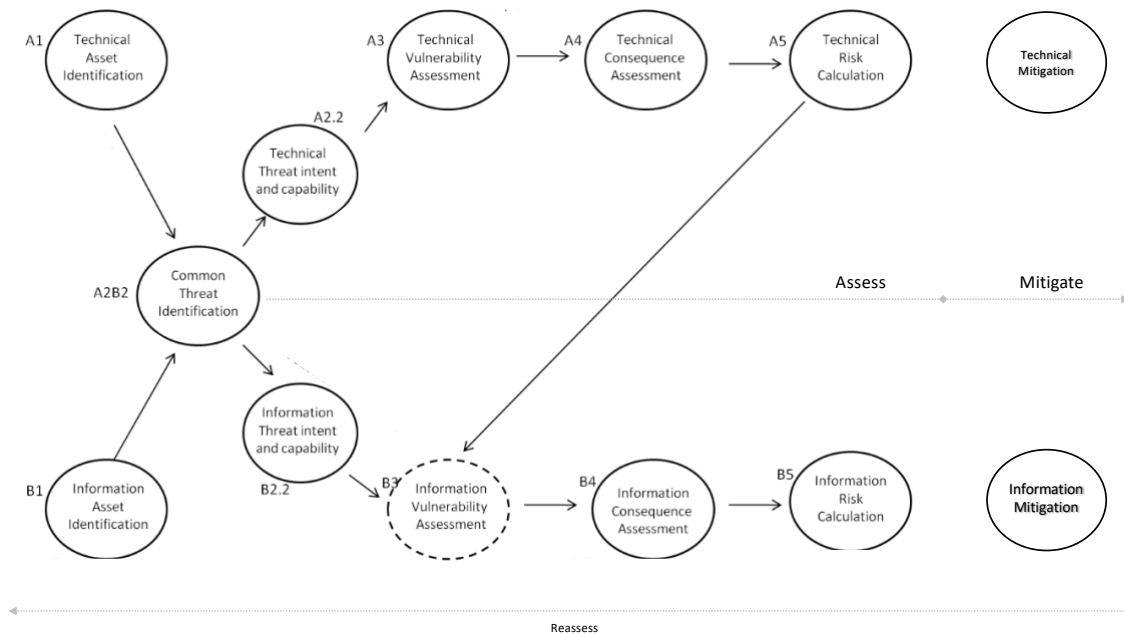 A1
Technical
Asset
Identification
A3
Technical
Vulnerability
Assessment
A4
Technical
Consequence
Assessment
A5
Technical
Risk
Calculation
Technical
Mitigation
A2.2
Technical
Threat intent
and capability
A2B2
Common
Threat
Identification
Assess
Mitigate
Information
Threat intent
and capability
B2.2
B1
Information
Asset
Identification
B3
Information
Vulnerability
Assessment
B4
Information
Consequence
Assessment
B5
Information
Risk
Calculation
Information
Mitigation
Reassess